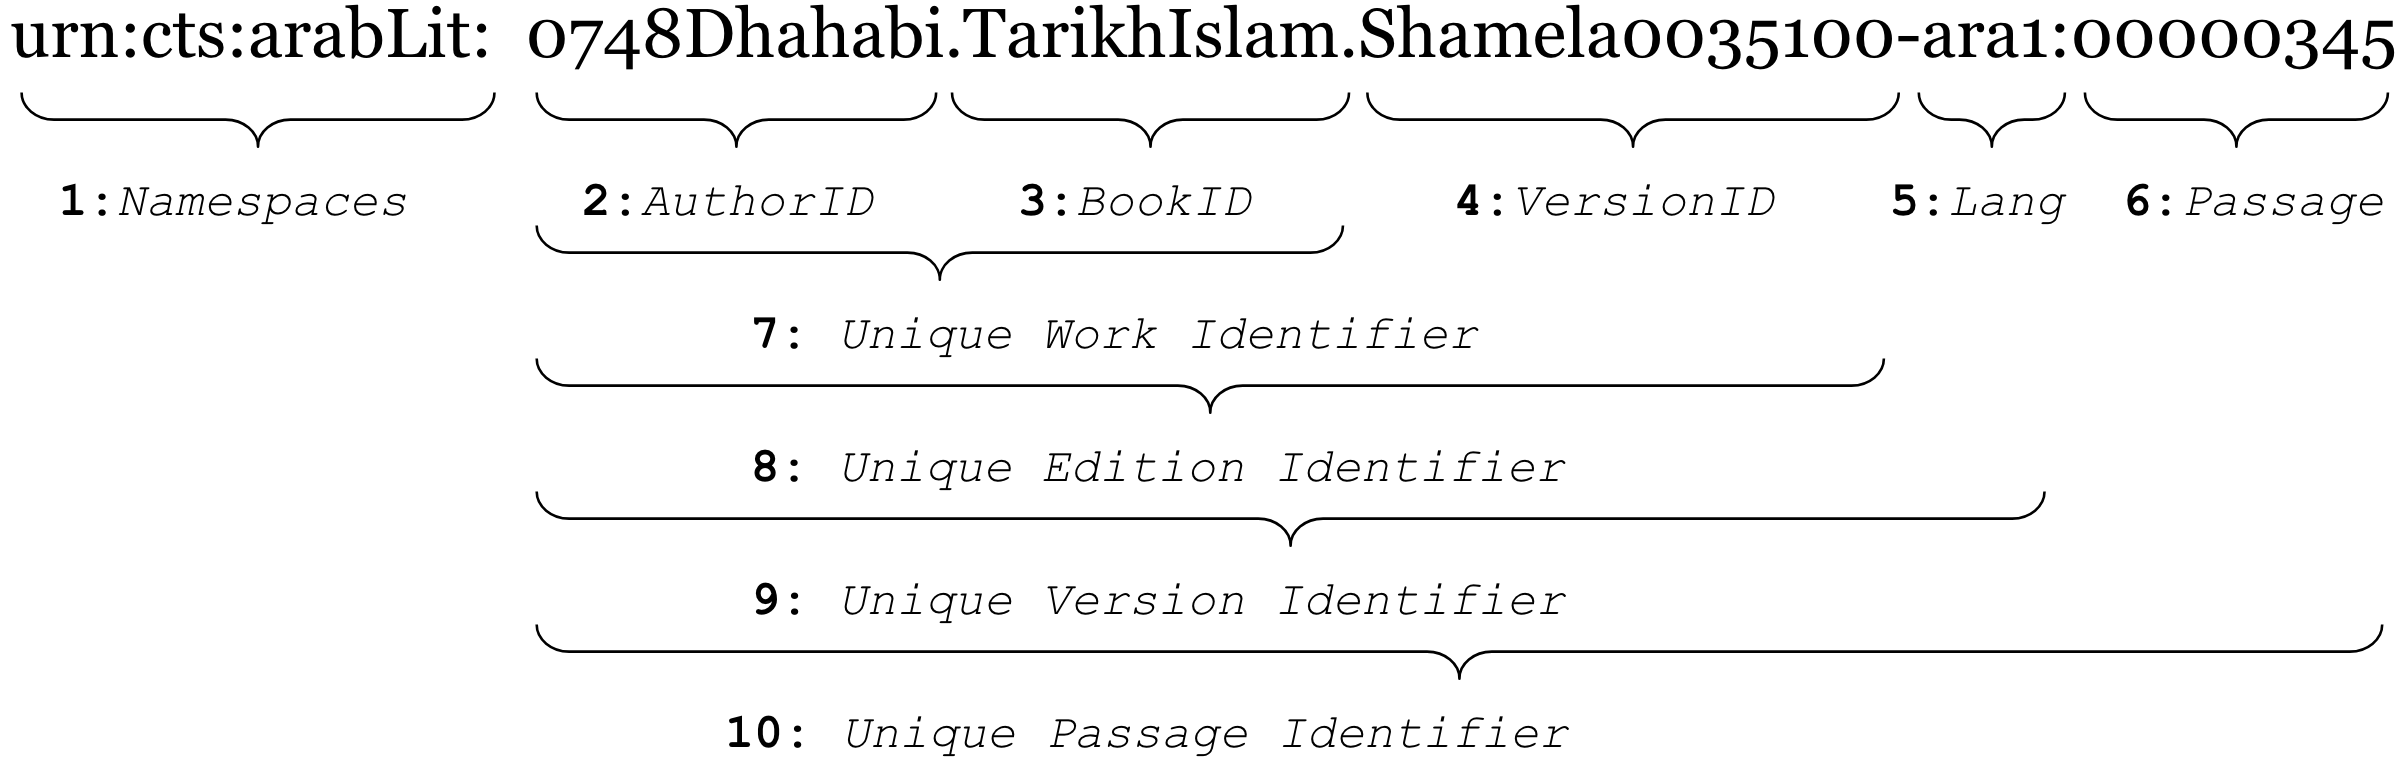 urn:cts:arabLit: 0748Dhahabi.TarikhIslam.Shamela0035100-ara1:00000345
1:Namespaces 2:AuthorID 3:BookID 4:VersionID 5:Lang 6:Passage
7: Unique Work Identifier
8: Unique Edition Identifier
9: Unique Version Identifier
10: Unique Passage Identifier